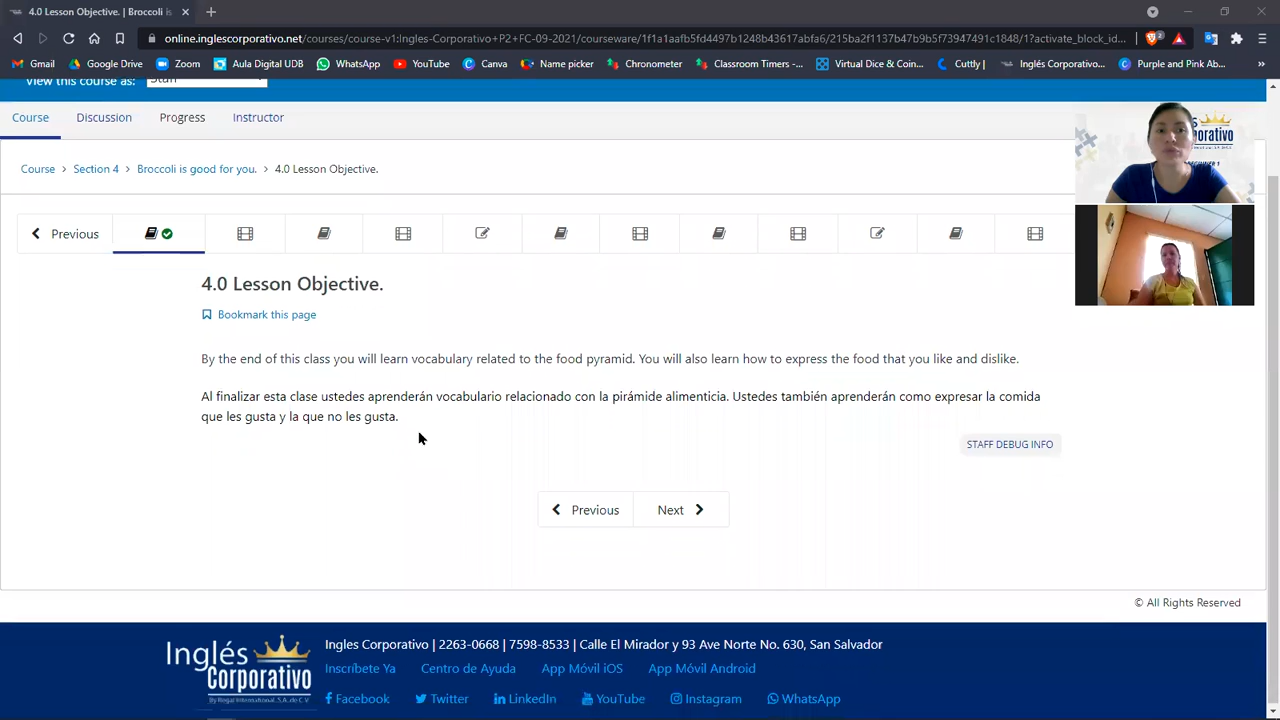 4.0 Lesson Objective. | Broccoli is
online.inglescorporativo.net/courses/course-v1:Ingles-Corporativo+P2+FC-09-2021/courseware/1f1a1aafb5fd4497b1248b43617abfa6/215ba2f1137b47b9b5f73947491c1848/1?activate_block_id...
Gmail Google Drive Zoom Aula Digital UDB WhatsApp YouTube Canva Name picker Chrometer Classroom Timers -... Virtual Dice & Coin... Cuttly | Inglés Corporativo... Purple and Pink Ab...
View this course as: Staff
Course Discussion Progress Instructor
Course > Section 4 > Broccoli is good for you. > 4.0 Lesson Objective.
Previous
4.0 Lesson Objective.
Bookmark this page
By the end of this class you will learn vocabulary related to the food pyramid. You will also learn how to express the food that you like and dislike.
Al finalizar esta clase ustedes aprenderán vocabulario relacionado con la pirámide alimenticia. Ustedes también aprenderán como expresar la comida
que les gusta y la que no les gusta.
STAFF DEBUG INFO
Previous Next
© All Rights Reserved
Inglés
Corporativo
Ingles Corporativo | 2263-0668 | 7598-8533 | Calle El Mirador y 93 Ave Norte No. 630, San Salvador
Inscríbete Ya Centro de Ayuda App Móvil iOS App Móvil Android
Facebook Twitter LinkedIn YouTube Instagram WhatsApp